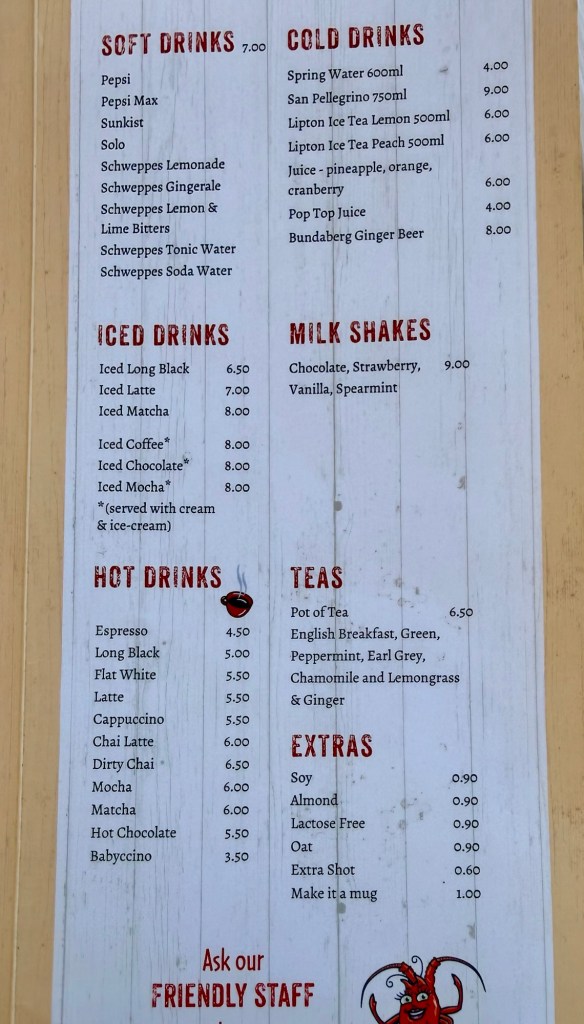 SOFT DRINKS 7.00
Pepsi
Pepsi Max
Sunkist
Solo
Schweppes Lemonade
Schweppes Gingerale
Schweppes Lemon &
Lime Bitters
Schweppes Tonic Water
Schweppes Soda Water
COLD DRINKS
Spring Water 600ml 4.00
San Pellegrino 750ml 9.00
Lipton Ice Tea Lemon 500ml 6.00
Lipton Ice Tea Peach 500ml 6.00
Juice - pineapple, orange,
cranberry 6.00
Pop Top Juice 4.00
Bundaberg Ginger Beer 8.00
ICED DRINKS
Iced Long Black 6.50
Iced Latte 7.00
Iced Matcha 8.00
Iced Coffee* 8.00
Iced Chocolate* 8.00
Iced Mocha* 8.00
*(served with cream
& ice-cream)
MILK SHAKES
Chocolate, Strawberry, 9.00
Vanilla, Spearmint
HOT DRINKS
Espresso 4.50
Long Black 5.00
Flat White 5.50
Latte 5.50
Cappuccino 5.50
Chai Latte 6.00
Dirty Chai 6.50
Mocha 6.00
Matcha 6.00
Hot Chocolate 5.50
Babyccino 3.50
TEAS
Pot of Tea 6.50
English Breakfast, Green,
Peppermint, Earl Grey,
Chamomile and Lemongrass
& Ginger
EXTRAS
Soy 0.90
Almond 0.90
Lactose Free 0.90
Oat 0.90
Extra Shot 0.60
Make it a mug 1.00
Ask our
FRIENDLY STAFF